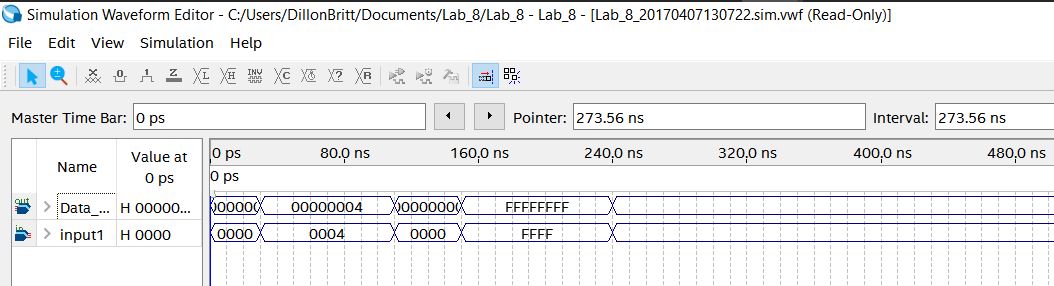 Simulation Waveform Editor - C:/Users/DillonBritt/Documents/Lab_8/Lab_8 - Lab_8 - [Lab_8_20170407130722.sim.vwf (Read-Only)]
File Edit View Simulation Help
Master Time Bar: 0 ps Pointer: 273.56 ns Interval: 273.56 ns
Name Value at 0 ps
0 ps 80.0 ns 160.0 ns 240.0 ns 320.0 ns 400.0 ns 480.0 ns
0 ps
out Data_... H 00000... 00000004 FFFFFFFF
in input1 H 0000 0000 0004 0000 FFFF